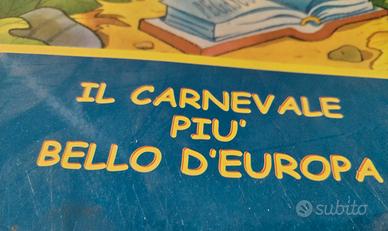 IL CARNEVALE
PIU'
BELLO D'EUROPA
subito